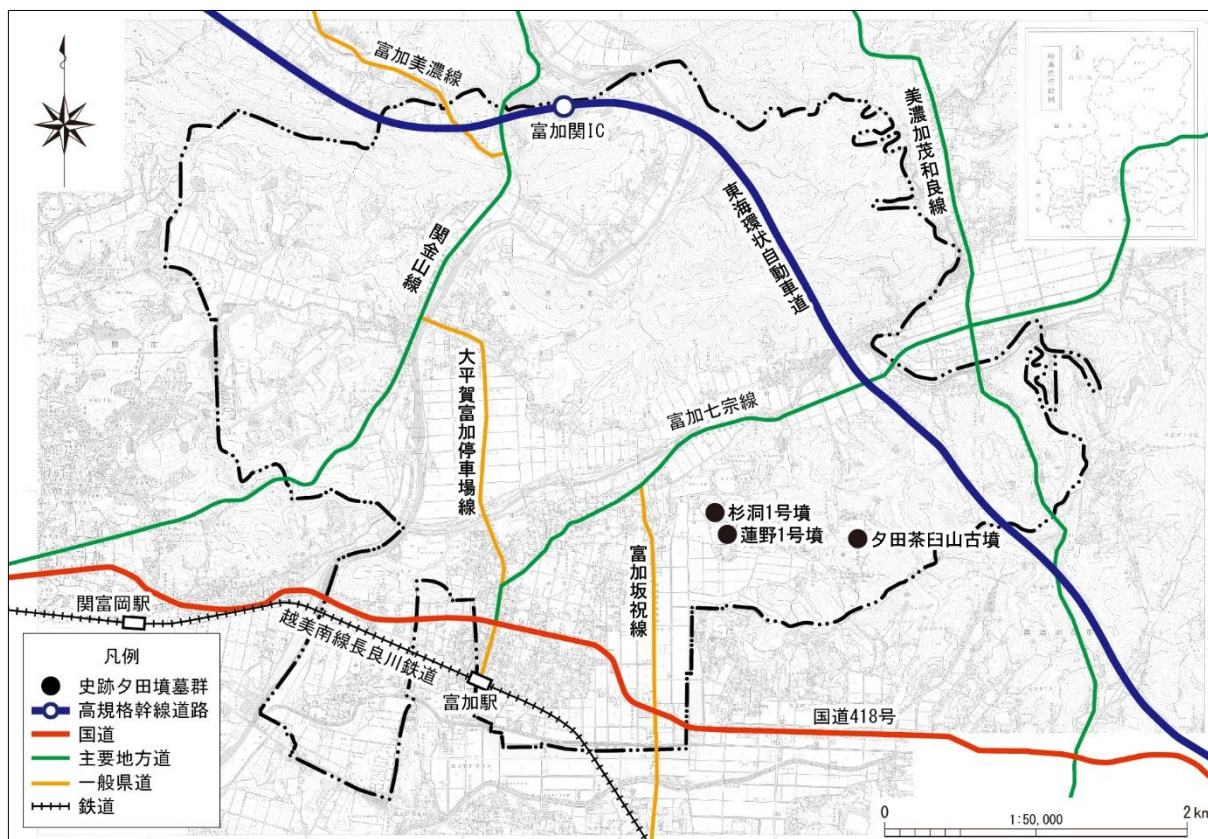 富加美濃線
富加関IC
美濃加茂和良線
関金山線
東海環状自動車道
大平賀富加停車場線
富加七宗線
杉洞1号墳
蓮野1号墳
夕田茶臼山古墳
富加坂祝線
関富岡駅
越美南線長良川鉄道
富加駅
国道418号
凡例
史跡夕田墳墓群
高規格幹線道路
国道
主要地方道
一般県道
鉄道
0 1:50,000 2 km